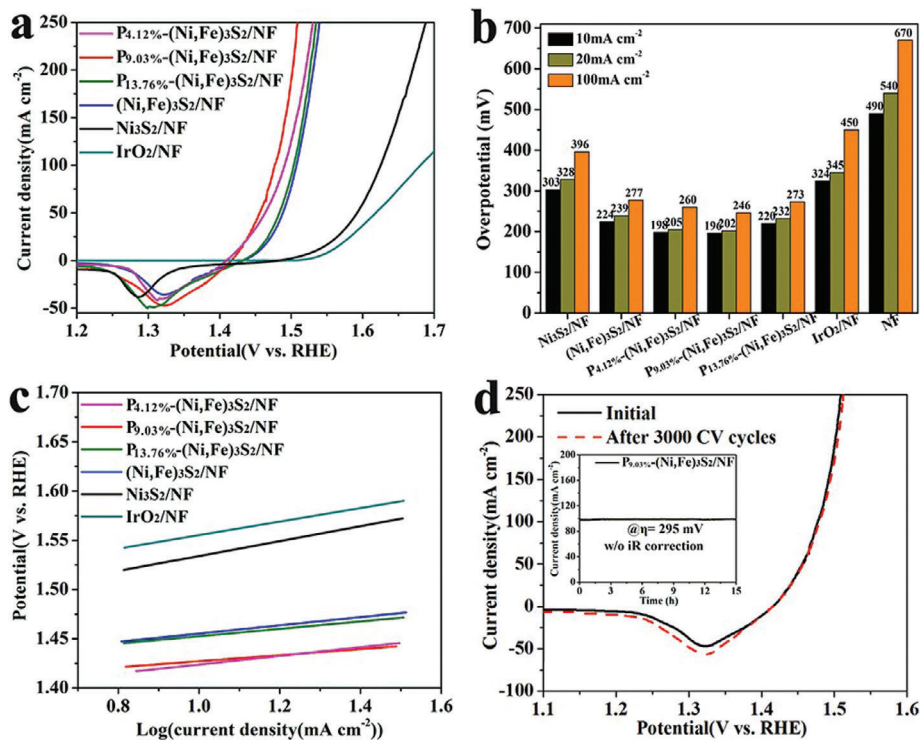 a
P4.12%-(Ni,Fe)3S2/NF
P9.03%-(Ni,Fe)3S2/NF
P13.76%-(Ni,Fe)3S2/NF
(Ni,Fe)3S2/NF
Ni3S2/NF
IrO2/NF
250
200
150
100
50
0
-50
Current density(mA cm-2)
1.2 1.3 1.4 1.5 1.6 1.7
Potential(V vs. RHE)
b
10mA cm-2
20mA cm-2
100mA cm-2
700
600
500
400
300
200
100
0
Overpotential (mV)
303 328 396
224 239 277
198 205 260
196 202 246
220 232 273
324 345 450
490 540 670
Ni3S2/NF
(Ni,Fe)3S2/NF
P4.12%-(Ni,Fe)3S2/NF
P9.03%-(Ni,Fe)3S2/NF
P13.76%-(Ni,Fe)3S2/NF
IrO2/NF
NF
c
P4.12%-(Ni,Fe)3S2/NF
P9.03%-(Ni,Fe)3S2/NF
P13.76%-(Ni,Fe)3S2/NF
(Ni,Fe)3S2/NF
Ni3S2/NF
IrO2/NF
1.70
1.65
1.60
1.55
1.50
1.45
1.40
Potential(V vs. RHE)
0.8 1.0 1.2 1.4 1.6
Log(current density(mA cm-2))
d
Initial
After 3000 CV cycles
250
200
150
100
50
0
-50
-100
Current density(mA cm-2)
1.1 1.2 1.3 1.4 1.5 1.6
Potential(V vs. RHE)
P9.03%-(Ni,Fe)3S2/NF
200
160
120
80
40
0
Current density(mA cm-2)
@η= 295 mV
w/o iR correction
0 3 6 9 12 15
Time (h)